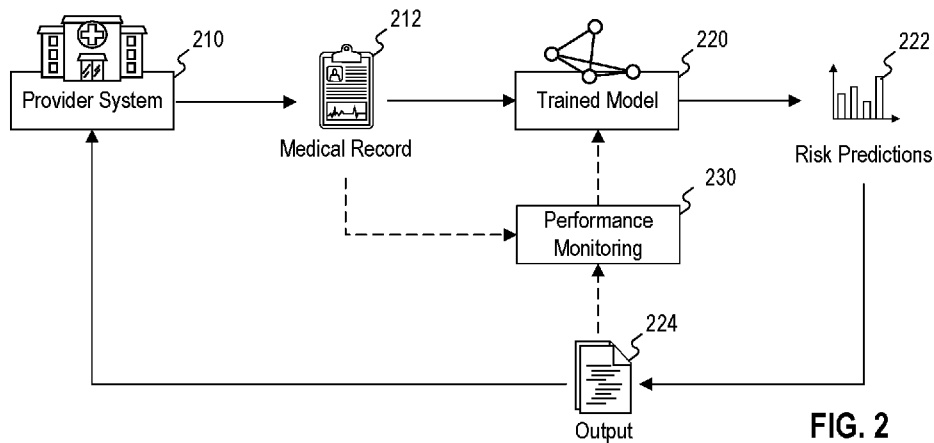 210
212
220
222
Provider System
Trained Model
Medical Record
Risk Predictions
230
Performance
Monitoring
224
Output
FIG. 2